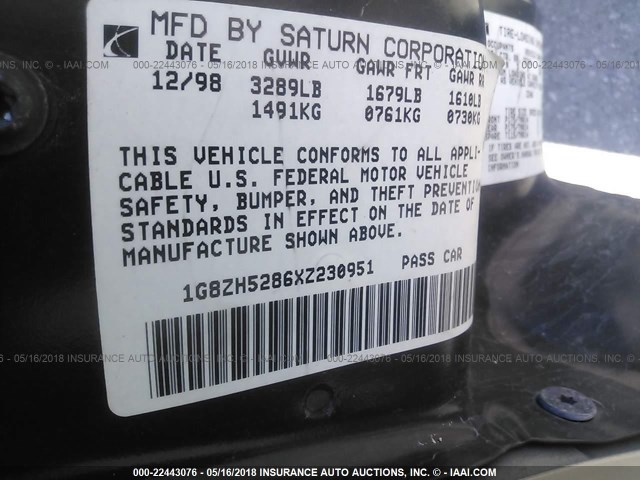 MFD BY SATURN CORPORATION
DATE GVWR GAWR FRT GAWR RR
12/98 3289LB 1679LB 1610LB
1491KG 0761KG 0730KG
THIS VEHICLE CONFORMS TO ALL APPLI-
CABLE U.S. FEDERAL MOTOR VEHICLE
SAFETY, BUMPER, AND THEFT PREVENTION
STANDARDS IN EFFECT ON THE DATE OF
MANUFACTURE SHOWN ABOVE.
1G8ZH5286XZ230951 PASS CAR
000-22443076 - 05/16/2018 INSURANCE AUTO AUCTIONS, INC. © - IAAI.COM